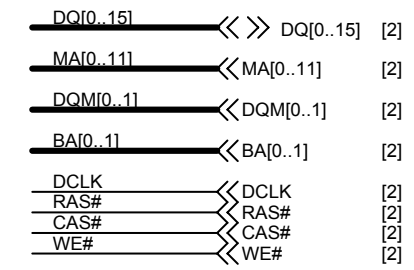 DQ[0..15] DQ[0..15] [2]
MA[0..11] MA[0..11] [2]
DQM[0..1] DQM[0..1] [2]
BA[0..1] BA[0..1] [2]
DCLK DCLK [2]
RAS# RAS# [2]
CAS# CAS# [2]
WE# WE# [2]